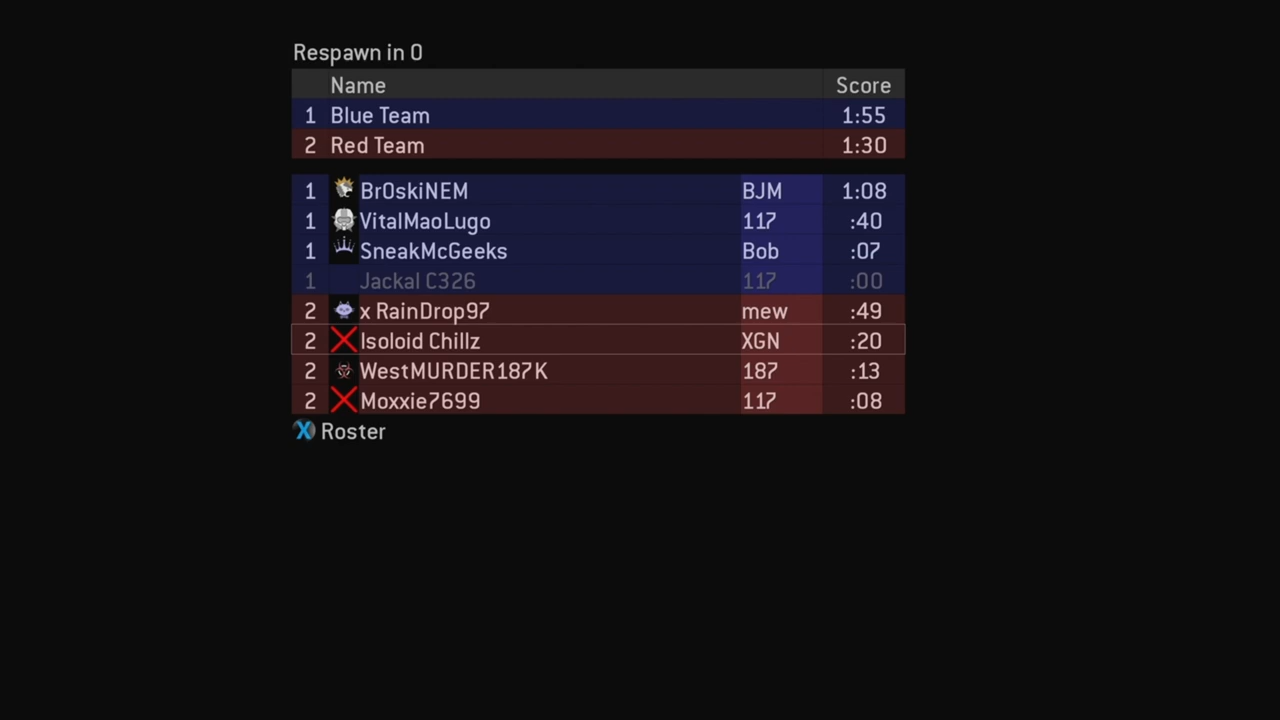 Respawn in 0
Name Score
1 Blue Team 1:55
2 Red Team 1:30
1 Br0skiNEM BJM 1:08
1 VitalMaoLugo 117 :40
1 SneakMcGeeks Bob :07
1 Jackal C326 117 :00
2 x RainDrop97 mew :49
2 Isoloid Chillz XGN :20
2 WestMURDER187K 187 :13
2 Moxxie7699 117 :08
X Roster